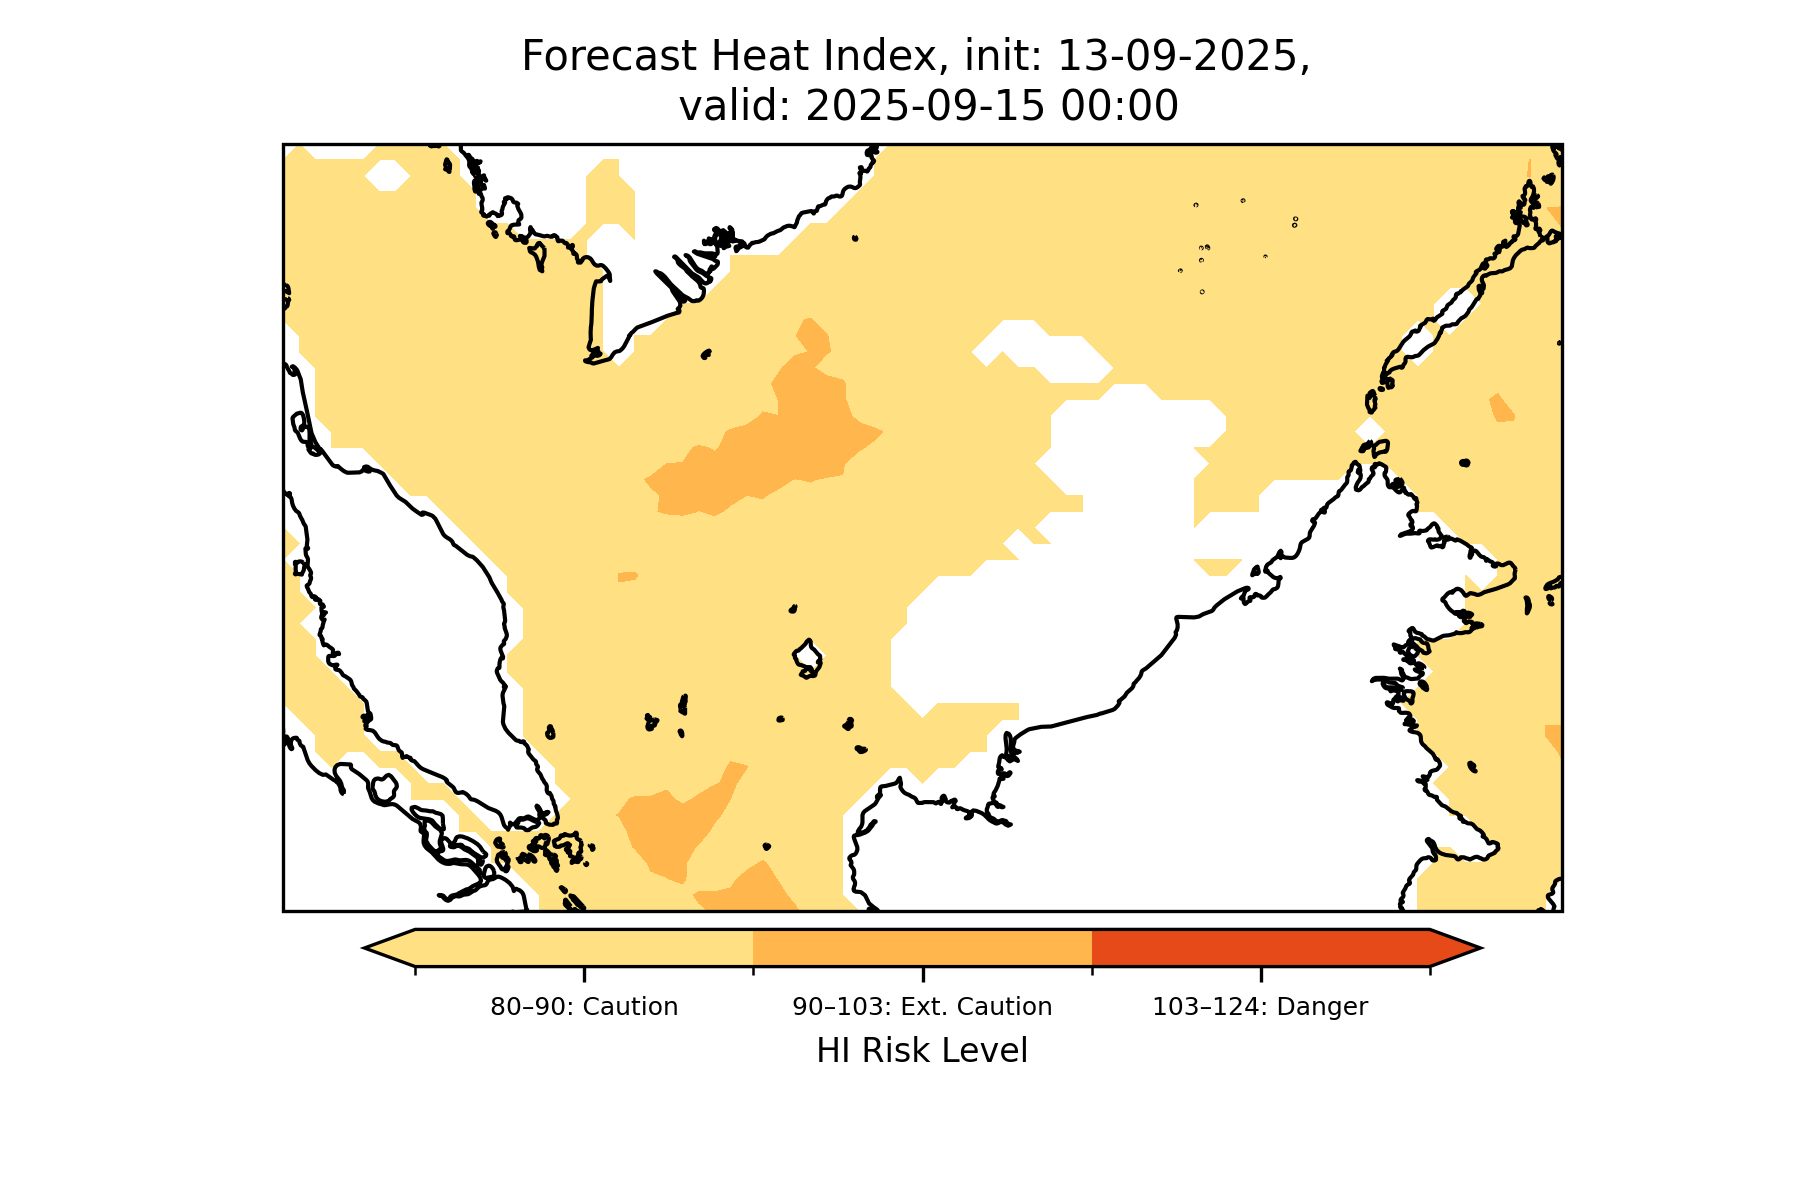 Forecast Heat Index, init: 13-09-2025,
valid: 2025-09-15 00:00
80–90: Caution
90–103: Ext. Caution
103–124: Danger
HI Risk Level